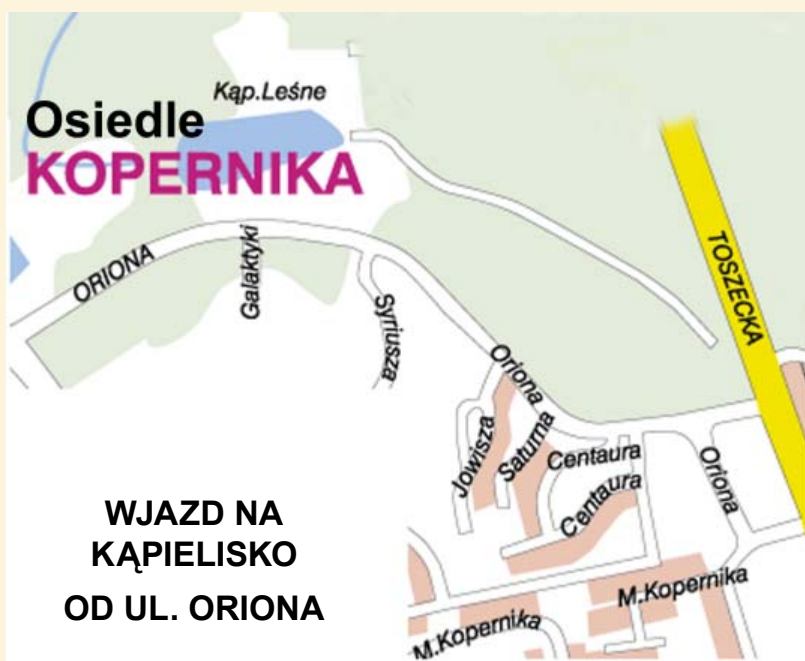 Kąp.Leśne
Osiedle
KOPERNIKA
ORIONA
Galaktyki
Syriusza
TOSZECKA
Oriona
Jowisza
Saturna
Centaura
Centaura
Oriona
M.Kopernika
M.Kopernika
WJAZD NA
KĄPIELISKO
OD UL. ORIONA